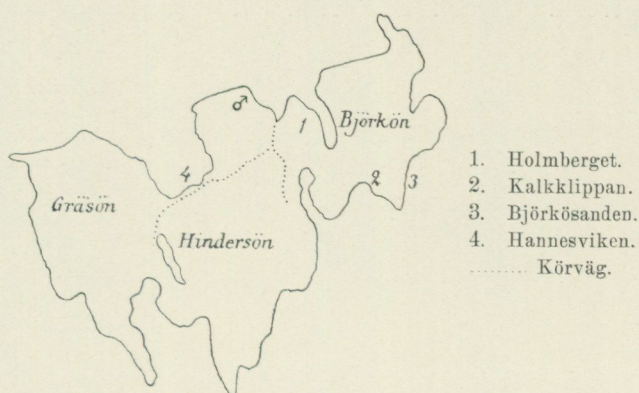 ♂
1
Björkön
4
2
3
Gräsön
Hindersön
1. Holmberget.
2. Kalkklippan.
3. Björkösanden.
4. Hannesviken.
........ Körväg.